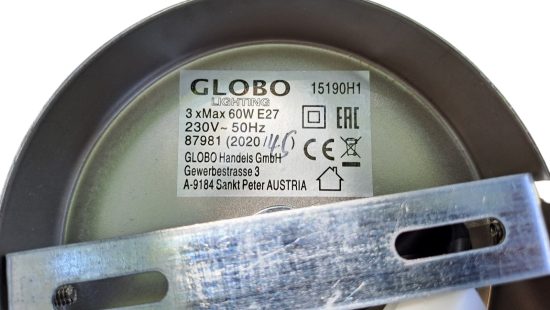 GLOBO 15190H1
LIGHTING
3 xMax 60W E27
230V~ 50Hz EAC
87981 (2020/46) CE
GLOBO Handels GmbH
Gewerbestrasse 3
A-9184 Sankt Peter AUSTRIA